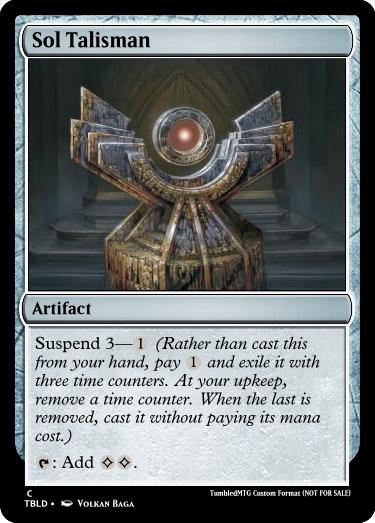 Sol Talisman
Artifact
Suspend 3—1 (Rather than cast this
from your hand, pay 1 and exile it with
three time counters. At your upkeep,
remove a time counter. When the last is
removed, cast it without paying its mana
cost.)
: Add .
C
TBLD • Volkan Baga
TumbledMTG Custom Format (NOT FOR SALE)